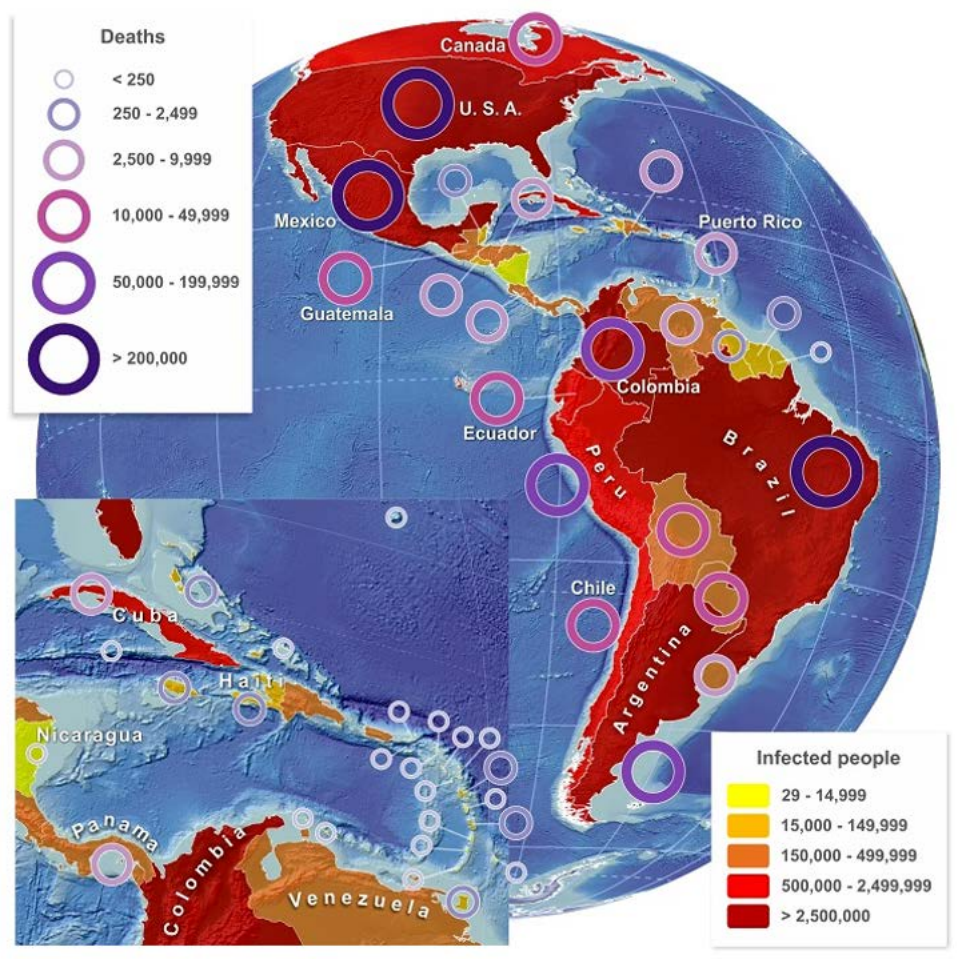 Deaths
< 250
250 - 2,499
2,500 - 9,999
10,000 - 49,999
50,000 - 199,999
> 200,000
Canada
U. S. A.
Mexico
Puerto Rico
Guatemala
Colombia
Ecuador
Brazil
Peru
Chile
Argentina
Cuba
Haiti
Nicaragua
Panama
Colombia
Venezuela
Infected people
29 - 14,999
15,000 - 149,999
150,000 - 499,999
500,000 - 2,499,999
> 2,500,000